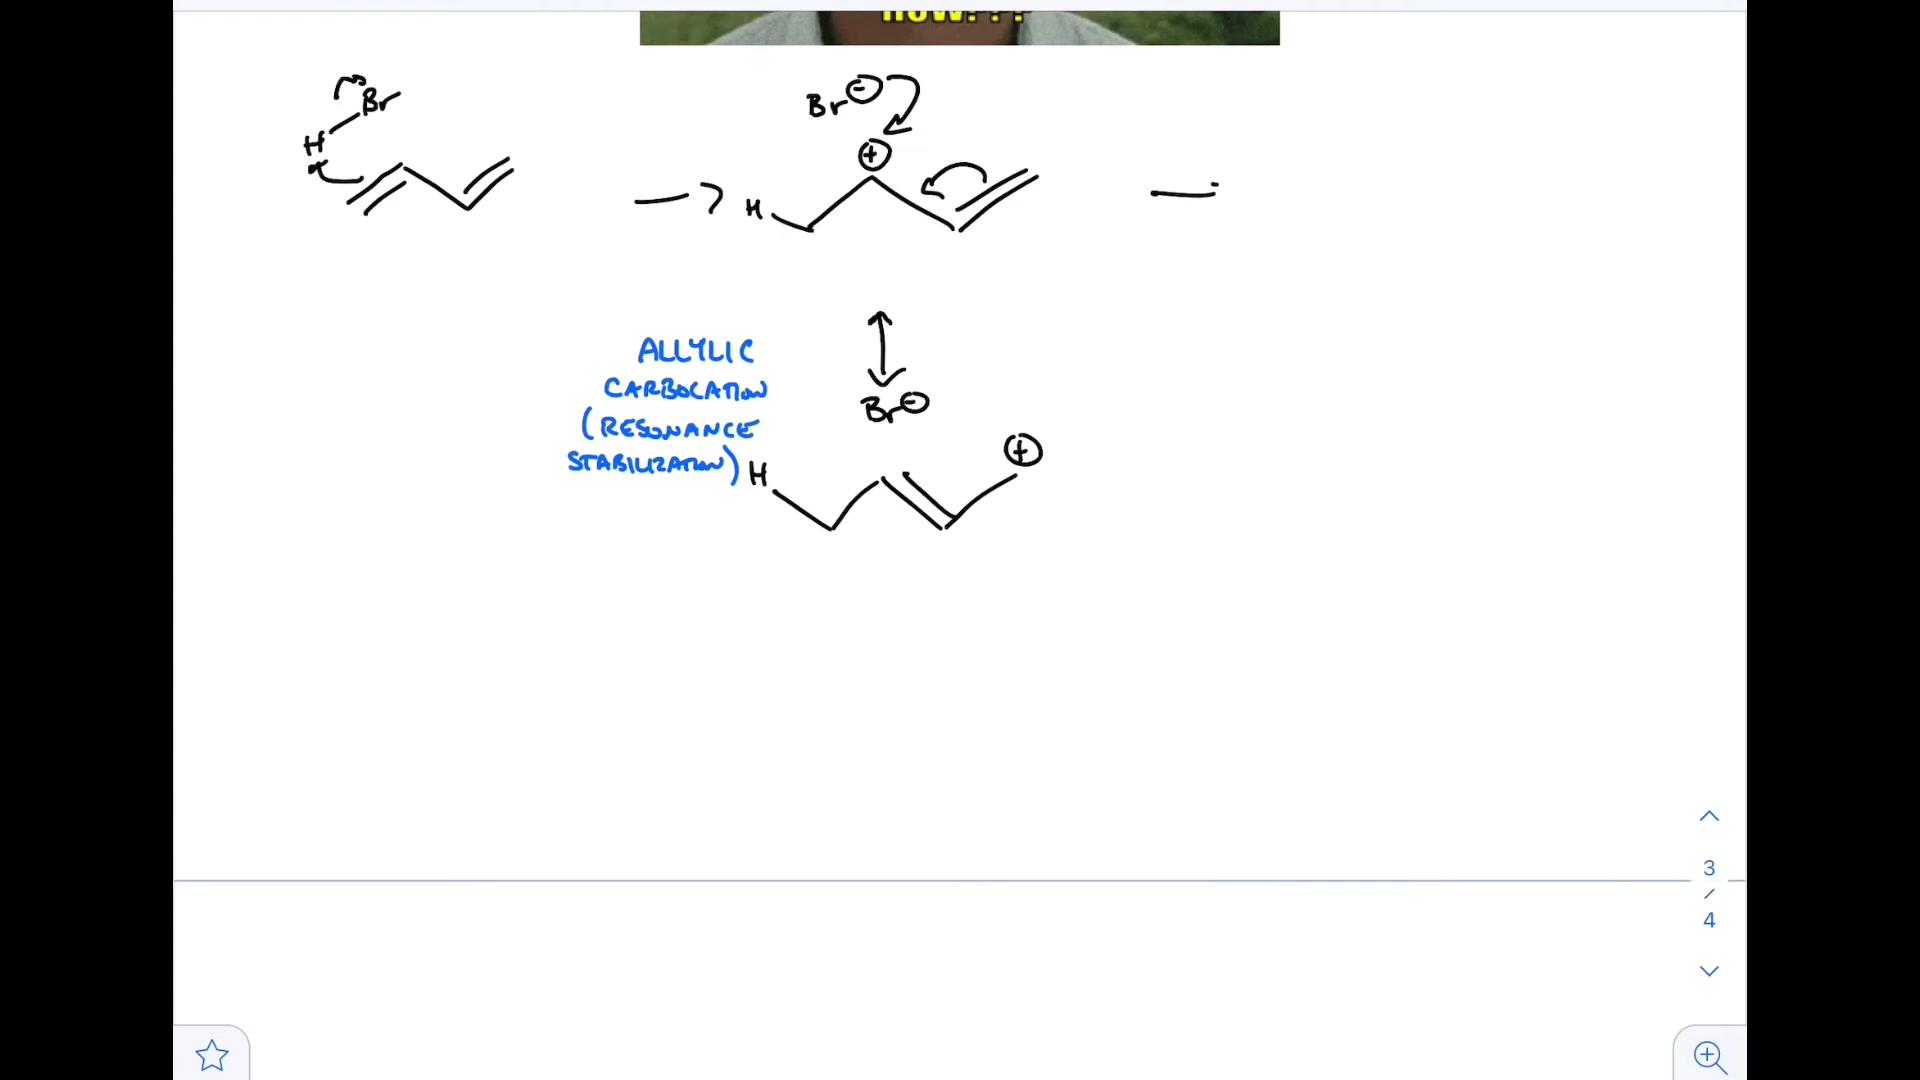 Br
H
Br⊖
⊕
H
ALLYLIC
CARBOCATION
(RESONANCE
STABILIZATION)
Br⊖
⊕
H
3
/
4